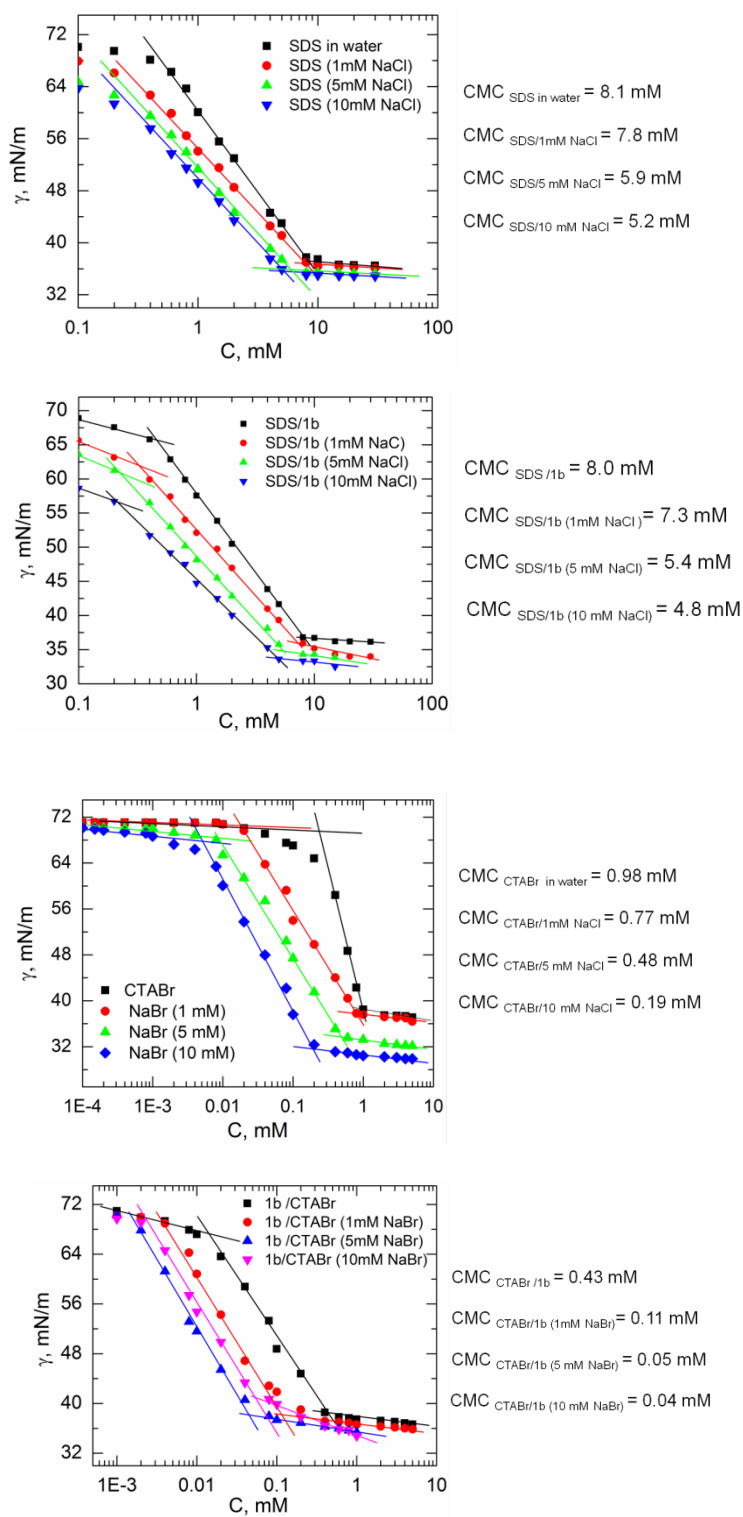 72
64
56
48
40
32
γ, mN/m
SDS in water
SDS (1mM NaCl)
SDS (5mM NaCl)
SDS (10mM NaCl)
0.1 1 10 100
C, mM
CMC SDS in water = 8.1 mM
CMC SDS/1mM NaCl = 7.8 mM
CMC SDS/5 mM NaCl = 5.9 mM
CMC SDS/10 mM NaCl = 5.2 mM
70
65
60
55
50
45
40
35
30
γ, mN/m
SDS/1b
SDS/1b (1mM NaC)
SDS/1b (5mM NaCl)
SDS/1b (10mM NaCl)
0.1 1 10 100
C, mM
CMC SDS /1b = 8.0 mM
CMC SDS/1b (1mM NaCl ) = 7.3 mM
CMC SDS/1b (5 mM NaCl) = 5.4 mM
CMC SDS/1b (10 mM NaCl) = 4.8 mM
72
64
56
48
40
32
γ, mN/m
CTABr
NaBr (1 mM)
NaBr (5 mM)
NaBr (10 mM)
1E-4 1E-3 0.01 0.1 1 10
C, mM
CMC CTABr in water = 0.98 mM
CMC CTABr/1mM NaCl = 0.77 mM
CMC CTABr/5 mM NaCl = 0.48 mM
CMC CTABr/10 mM NaCl = 0.19 mM
72
64
56
48
40
32
γ, mN/m
1b /CTABr
1b /CTABr (1mM NaBr)
1b /CTABr (5mM NaBr)
1b/CTABr (10mM NaBr)
1E-3 0.01 0.1 1 10
C, mM
CMC CTABr /1b = 0.43 mM
CMC CTABr/1b (1mM NaBr) = 0.11 mM
CMC CTABr/1b (5 mM NaBr) = 0.05 mM
CMC CTABr/1b (10 mM NaBr) = 0.04 mM